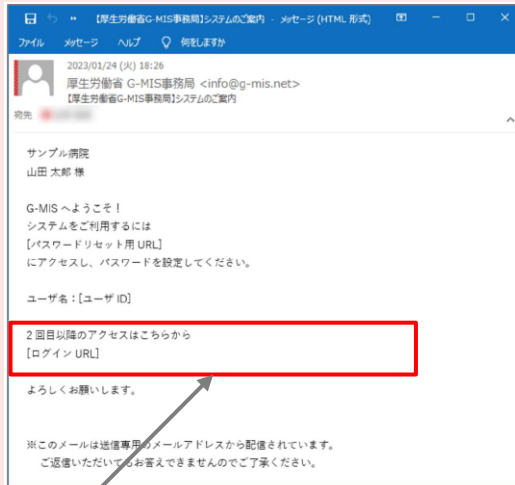 【厚生労働省G-MIS事務局】システムのご案内 - メッセージ (HTML 形式)
ファイル メッセージ ヘルプ 何をしますか
2023/01/24 (火) 18:26
厚生労働省 G-MIS事務局 <info@g-mis.net>
【厚生労働省G-MIS事務局】システムのご案内
宛先
サンプル病院
山田 太郎 様
G-MIS へようこそ！
システムをご利用するには
[パスワードリセット用 URL]
にアクセスし、パスワードを設定してください。
ユーザ名：[ユーザ ID]
2 回目以降のアクセスはこちらから
[ログイン URL]
よろしくお願いします。
※このメールは送信専用のメールアドレスから配信されています。
ご返信いただいてもお答えできませんのでご了承ください。